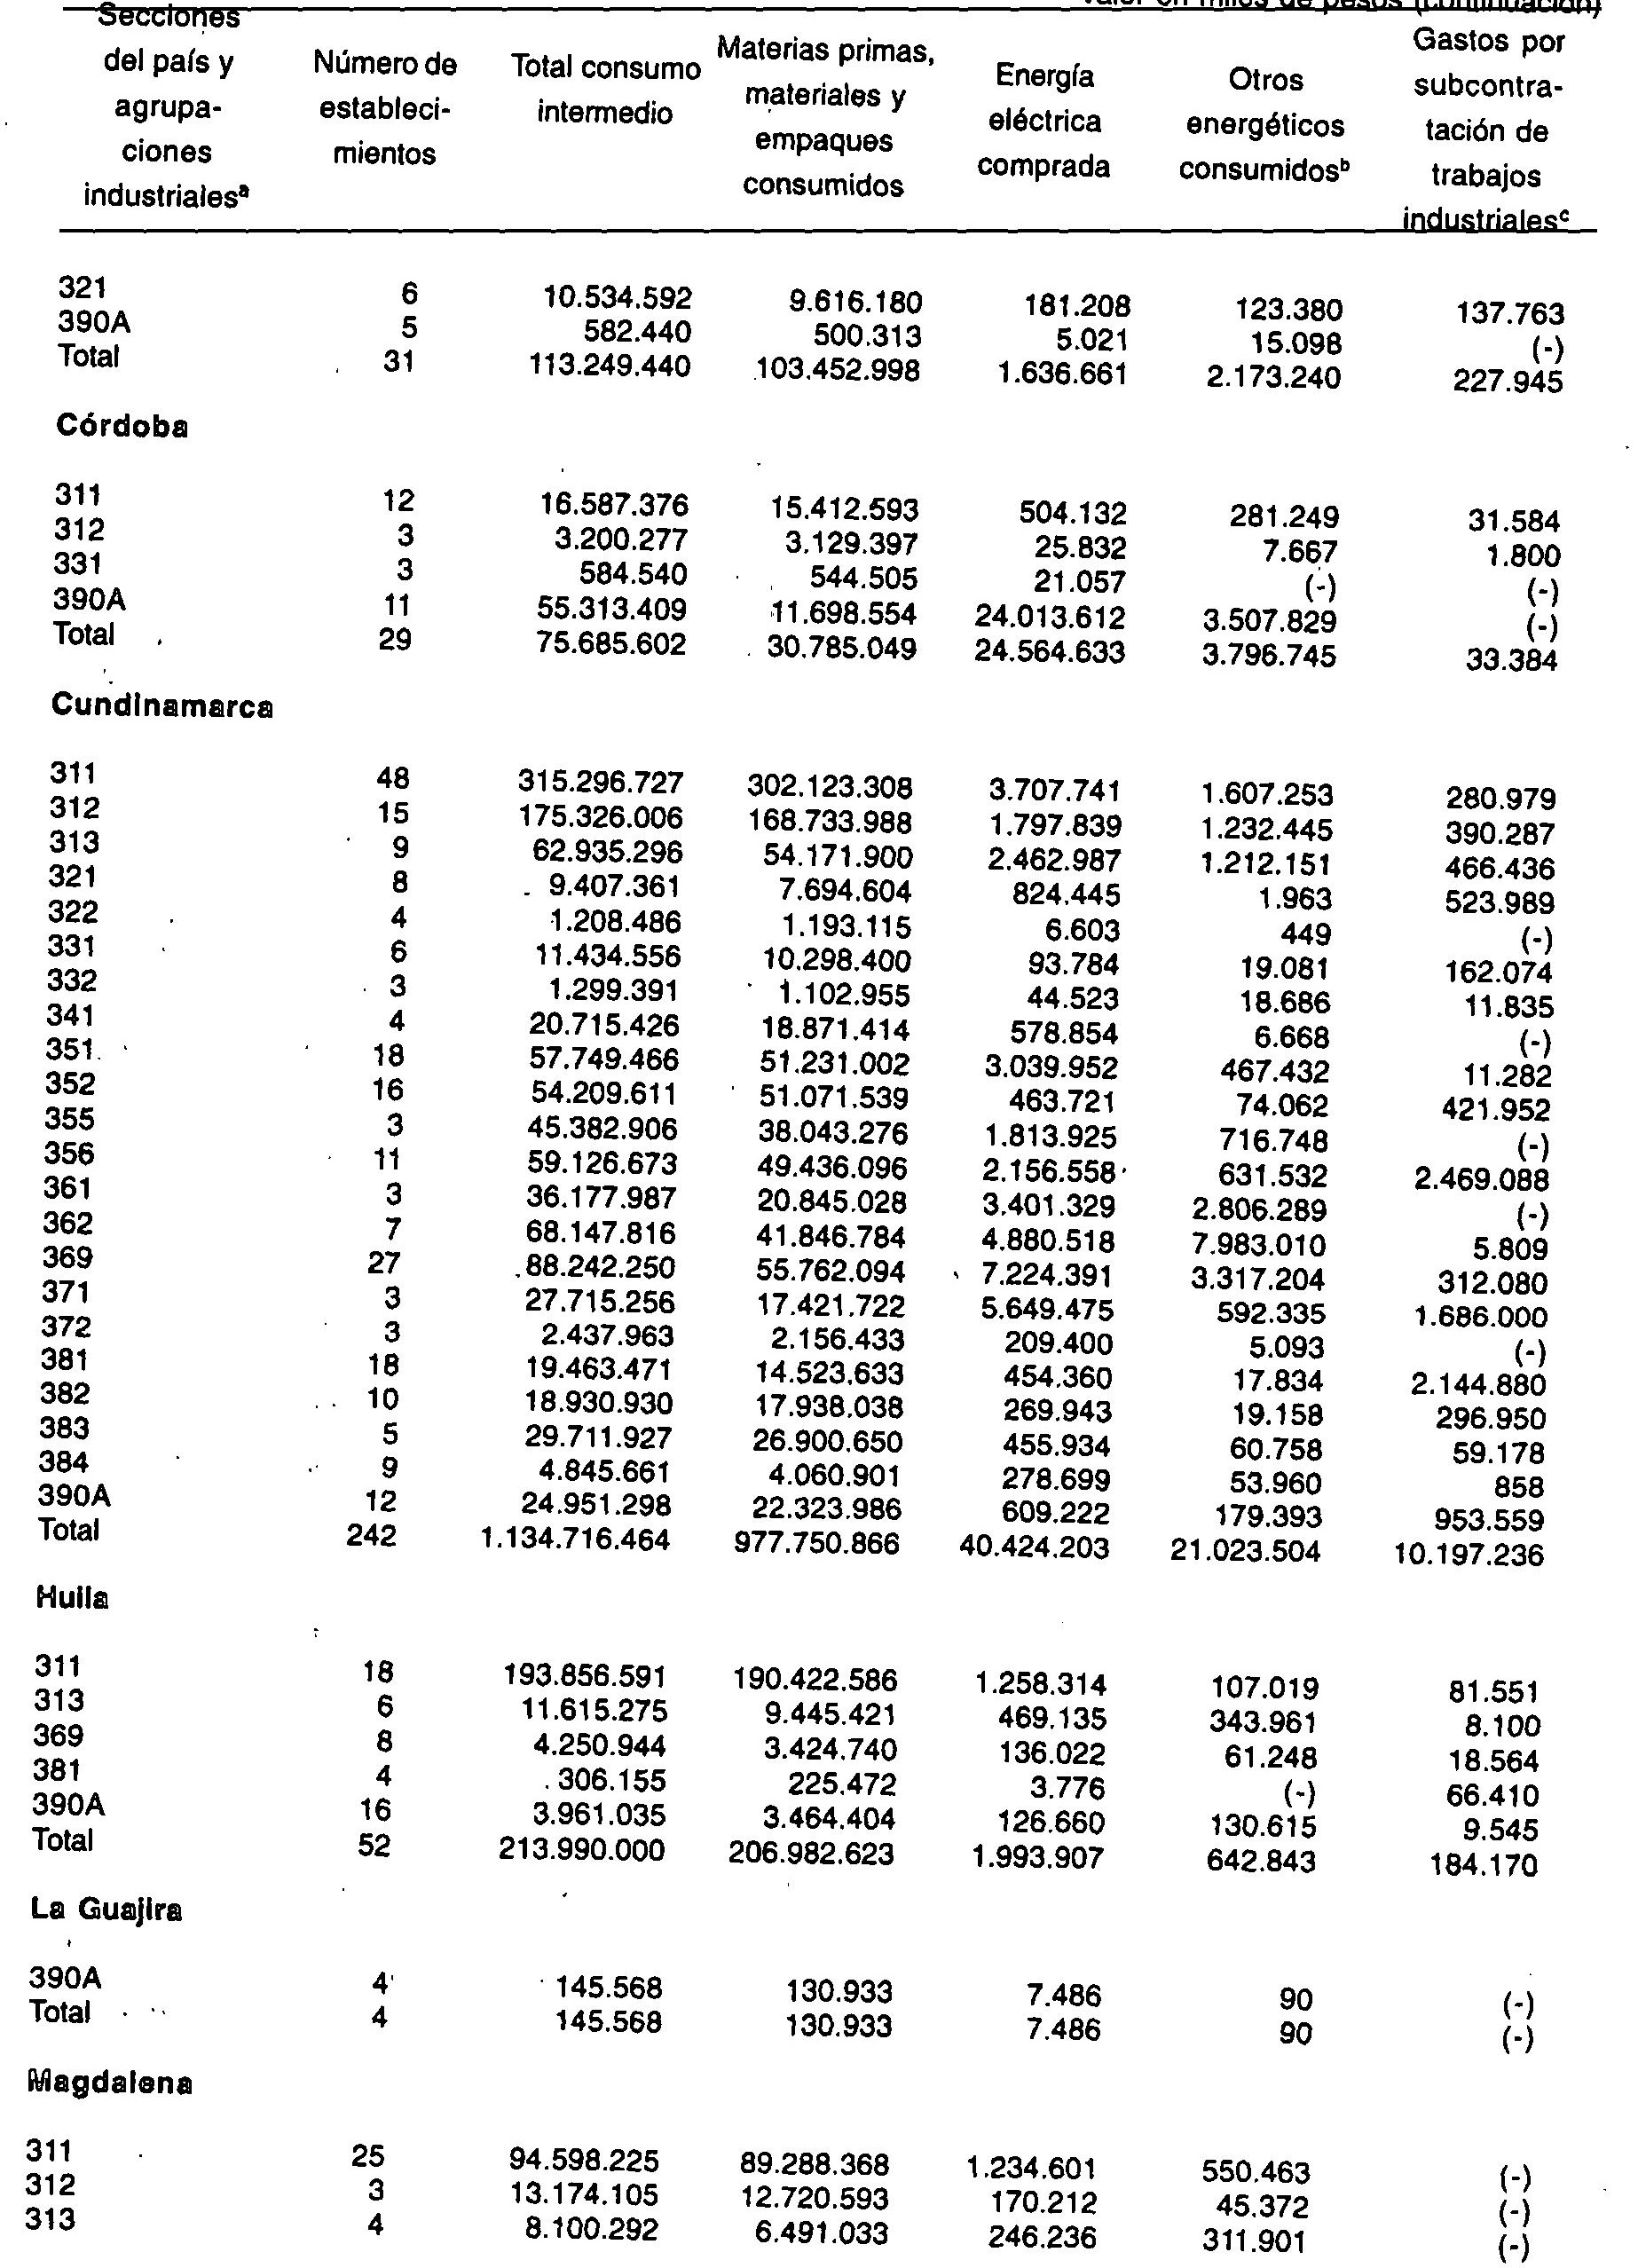 Valor en miles de pesos (continuación)
Secciones del país y agrupa- ciones industrialesª Número de estableci- mientos Total consumo intermedio Materias primas, materiales y empaques consumidos Energía eléctrica comprada Otros energéticos consumidosᵇ Gastos por subcontra- tación de trabajos industrialesᶜ
321 6 10.534.592 9.616.180 181.208 123.380 137.763
390A 5 582.440 500.313 5.021 15.098 (-)
Total 31 113.249.440 103.452.998 1.636.661 2.173.240 227.945
Córdoba
311 12 16.587.376 15.412.593 504.132 281.249 31.584
312 3 3.200.277 3.129.397 25.832 7.667 1.800
331 3 584.540 544.505 21.057 (-) (-)
390A 11 55.313.409 11.698.554 24.013.612 3.507.829 (-)
Total 29 75.685.602 30.785.049 24.564.633 3.796.745 33.384
Cundinamarca
311 48 315.296.727 302.123.308 3.707.741 1.607.253 280.979
312 15 175.326.006 168.733.988 1.797.839 1.232.445 390.287
313 9 62.935.296 54.171.900 2.462.987 1.212.151 466.436
321 8 9.407.361 7.694.604 824.445 1.963 523.989
322 4 1.208.486 1.193.115 6.603 449 (-)
331 6 11.434.556 10.298.400 93.784 19.081 162.074
332 3 1.299.391 1.102.955 44.523 18.686 11.835
341 4 20.715.426 18.871.414 578.854 6.668 (-)
351 18 57.749.466 51.231.002 3.039.952 467.432 11.282
352 16 54.209.611 51.071.539 463.721 74.062 421.952
355 3 45.382.906 38.043.276 1.813.925 716.748 (-)
356 11 59.126.673 49.436.096 2.156.558 631.532 2.469.088
361 3 36.177.987 20.845.028 3.401.329 2.806.289 (-)
362 7 68.147.816 41.846.784 4.880.518 7.983.010 5.809
369 27 88.242.250 55.762.094 7.224.391 3.317.204 312.080
371 3 27.715.256 17.421.722 5.649.475 592.335 1.686.000
372 3 2.437.963 2.156.433 209.400 5.093 (-)
381 18 19.463.471 14.523.633 454.360 17.834 2.144.880
382 10 18.930.930 17.938.038 269.943 19.158 296.950
383 5 29.711.927 26.900.650 455.934 60.758 59.178
384 9 4.845.661 4.060.901 278.699 53.960 858
390A 12 24.951.298 22.323.986 609.222 179.393 953.559
Total 242 1.134.716.464 977.750.866 40.424.203 21.023.504 10.197.236
Huila
311 18 193.856.591 190.422.586 1.258.314 107.019 81.551
313 6 11.615.275 9.445.421 469.135 343.961 8.100
369 8 4.250.944 3.424.740 136.022 61.248 18.564
381 4 306.155 225.472 3.776 (-) 66.410
390A 16 3.961.035 3.464.404 126.660 130.615 9.545
Total 52 213.990.000 206.982.623 1.993.907 642.843 184.170
La Guajira
390A 4 145.568 130.933 7.486 90 (-)
Total 4 145.568 130.933 7.486 90 (-)
Magdalena
311 25 94.598.225 89.288.368 1.234.601 550.463 (-)
312 3 13.174.105 12.720.593 170.212 45.372 (-)
313 4 8.100.292 6.491.033 246.236 311.901 (-)